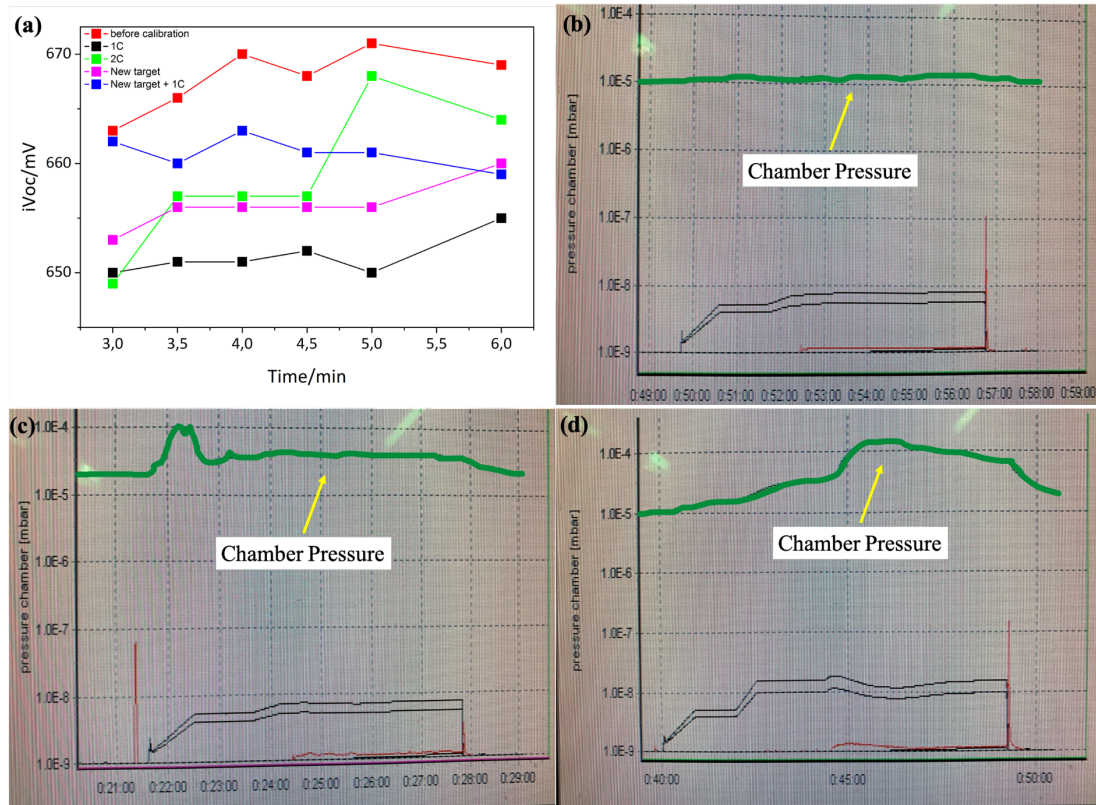 (a)
670
660
650
iVoc/mV
before calibration
1C
2C
New target
New target + 1C
3,0 3,5 4,0 4,5 5,0 5,5 6,0
Time/min
(b)
pressure chamber [mbar]
1.0E-4
1.0E-5
1.0E-6
1.0E-7
1.0E-8
1.0E-9
Chamber Pressure
0:49:00 0:50:00 0:51:00 0:52:00 0:53:00 0:54:00 0:55:00 0:56:00 0:57:00 0:58:00 0:59:00
(c)
pressure chamber [mbar]
1.0E-4
1.0E-5
1.0E-6
1.0E-7
1.0E-8
1.0E-9
Chamber Pressure
0:21:00 0:22:00 0:23:00 0:24:00 0:25:00 0:26:00 0:27:00 0:28:00 0:29:00
(d)
pressure chamber [mbar]
1.0E-4
1.0E-5
1.0E-6
1.0E-7
1.0E-8
1.0E-9
Chamber Pressure
0:40:00 0:45:00 0:50:00